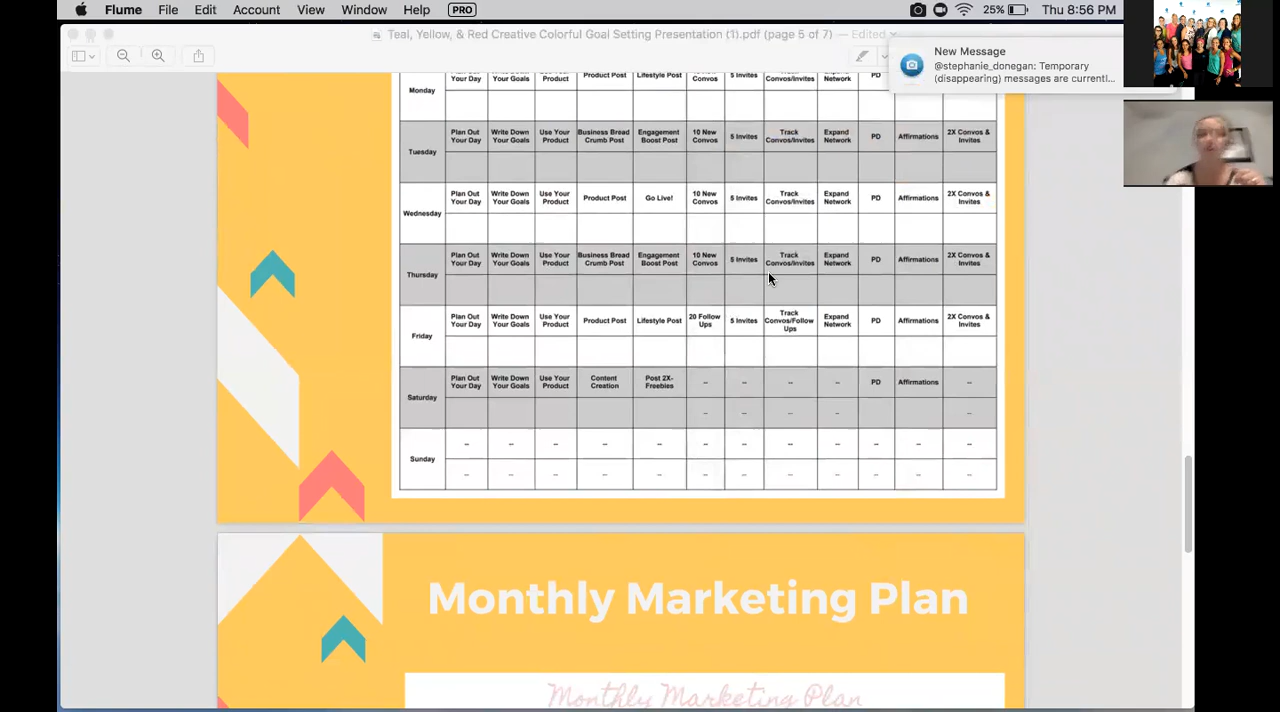 Flume File Edit Account View Window Help PRO 25% Thu 8:56 PM
Teal, Yellow, & Red Creative Colorful Goal Setting Presentation (1).pdf (page 5 of 7) — Edited
New Message
@stephanie_donegan: Temporary
(disappearing) messages are currentl...
Monday
Your Day Your Goals Product Product Post Lifestyle Post Convos 5 Invites Convos/Invites Network PD
Tuesday
Plan Out Write Down Use Your Business Bread Engagement 10 New 5 Invites Track Expand PD Affirmations 2X Convos &
Your Day Your Goals Product Crumb Post Boost Post Convos Convos/Invites Network Invites
Wednesday
Plan Out Write Down Use Your Product Post Go Live! 10 New 5 Invites Track Expand PD Affirmations 2X Convos &
Your Day Your Goals Product Convos Convos/Invites Network Invites
Thursday
Plan Out Write Down Use Your Business Bread Engagement 10 New 5 Invites Track Expand PD Affirmations 2X Convos &
Your Day Your Goals Product Crumb Post Boost Post Convos Convos/Invites Network Invites
Friday
Plan Out Write Down Use Your Product Post Lifestyle Post 20 Follow 5 Invites Track Expand PD Affirmations 2X Convos &
Your Day Your Goals Product Ups Convos/Follow Network Invites
Ups
Saturday
Plan Out Write Down Use Your Content Post 2X- -- -- -- -- PD Affirmations --
Your Day Your Goals Product Creation Freebies
-- -- -- -- --
Sunday
-- -- -- -- -- -- -- -- -- -- -- --
-- -- -- -- -- -- -- -- -- -- -- --
Monthly Marketing Plan
Monthly Marketing Plan